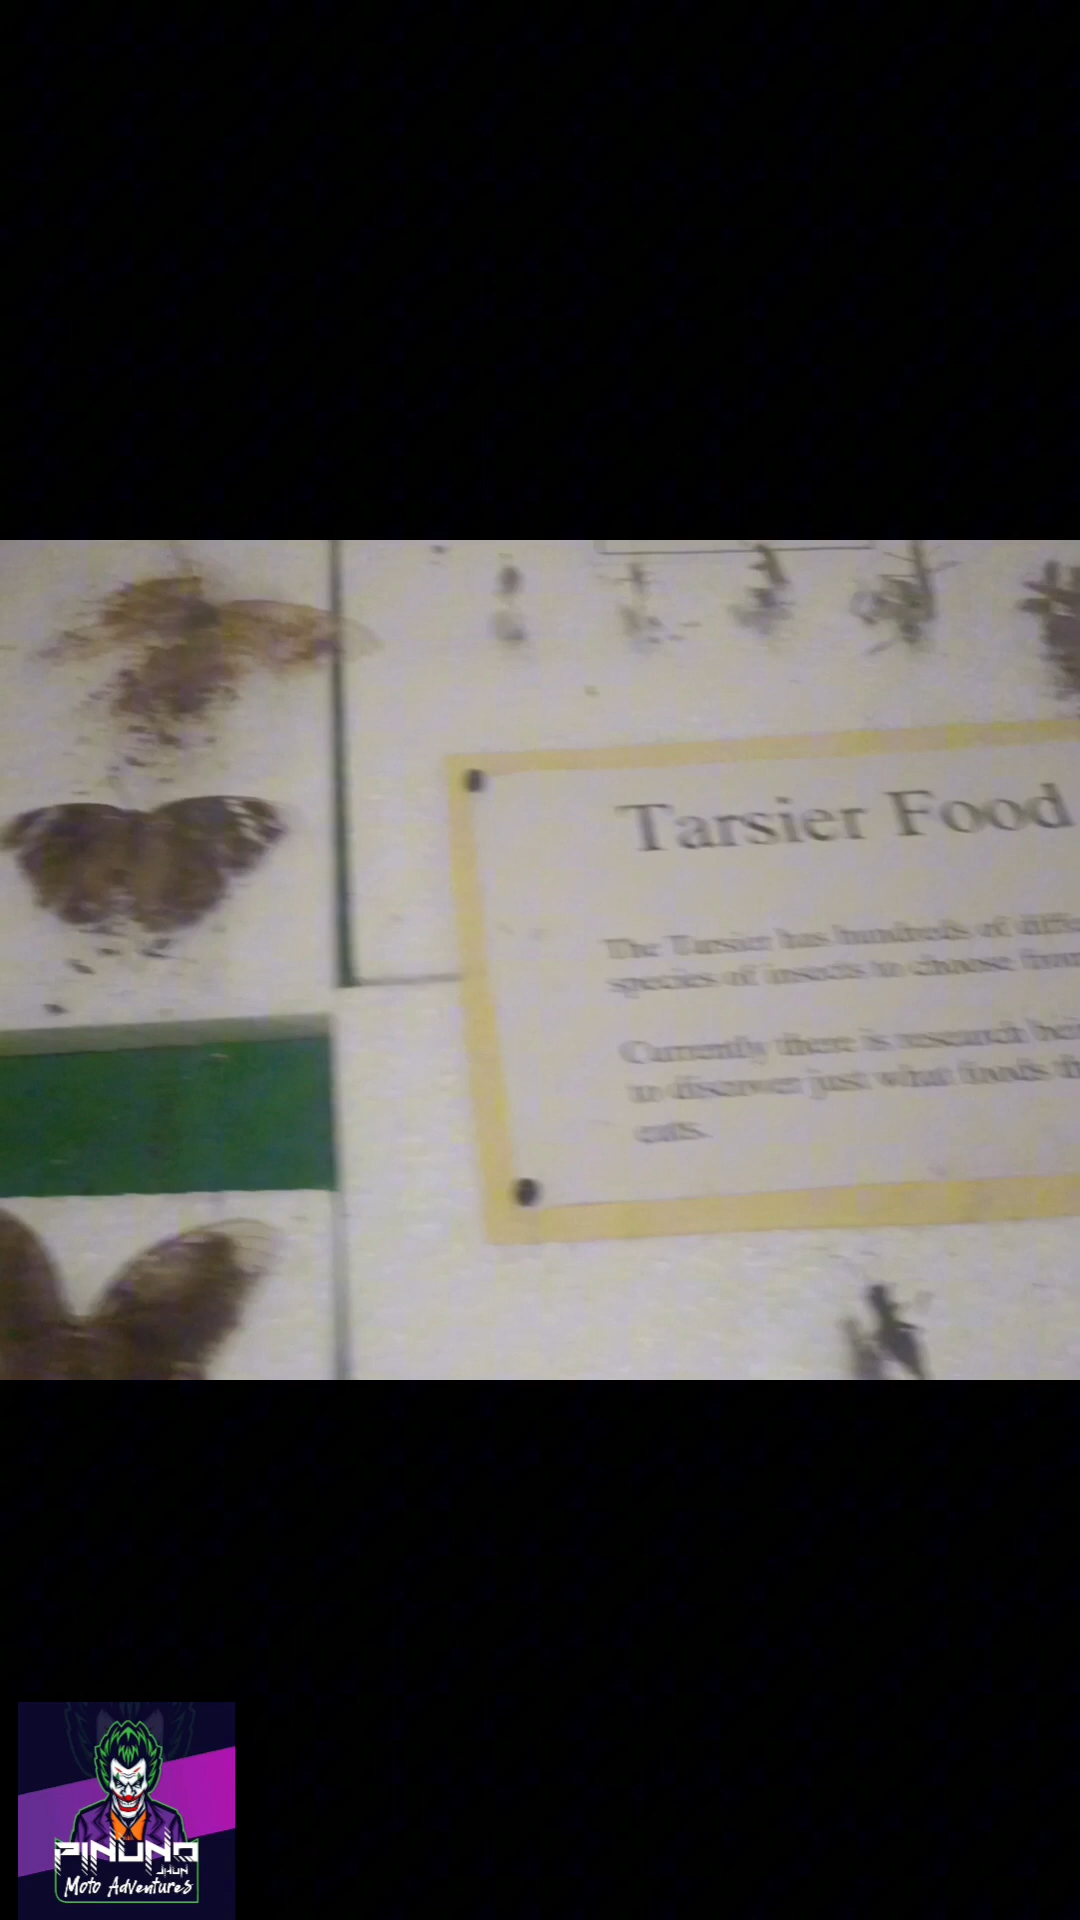 Tarsier Food
The Tarsier has hundreds of
species of insects to choose from
Currently there is research
to discover just what foods
eats.
PINUNO
JHUN
Moto Adventures